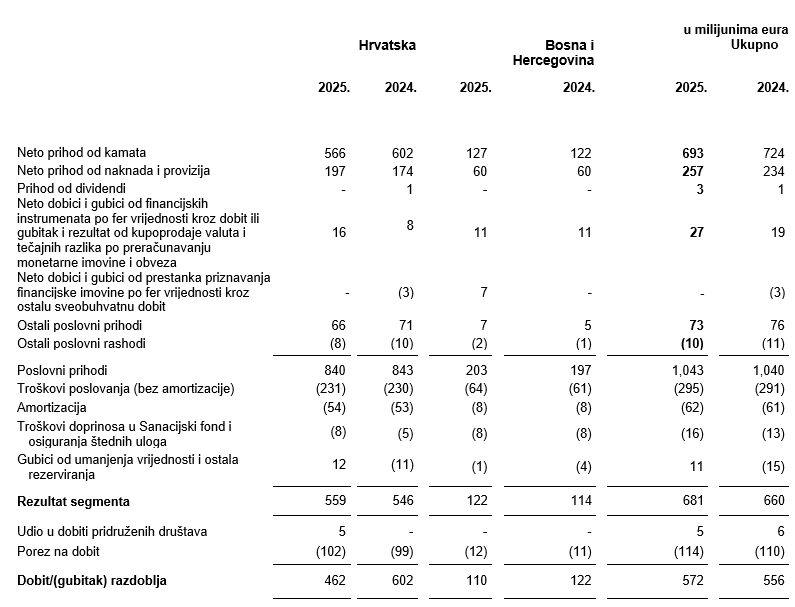 u milijunima eura
Hrvatska Bosna i Ukupno
Hercegovina
2025. 2024. 2025. 2024. 2025. 2024.
Neto prihod od kamata 566 602 127 122 693 724
Neto prihod od naknada i provizija 197 174 60 60 257 234
Prihod od dividendi - 1 - - 3 1
Neto dobici i gubici od financijskih
instrumenata po fer vrijednosti kroz dobit ili
gubitak i rezultat od kupoprodaje valuta i 16 8 11 11 27 19
tečajnih razlika po preračunavanju
monetarne imovine i obveza
Neto dobici i gubici od prestanka priznavanja
financijske imovine po fer vrijednosti kroz - (3) 7 - - (3)
ostalu sveobuhvatnu dobit
Ostali poslovni prihodi 66 71 7 5 73 76
Ostali poslovni rashodi (8) (10) (2) (1) (10) (11)
Poslovni prihodi 840 843 203 197 1,043 1,040
Troškovi poslovanja (bez amortizacije) (231) (230) (64) (61) (295) (291)
Amortizacija (54) (53) (8) (8) (62) (61)
Troškovi doprinosa u Sanacijski fond i
osiguranja štednih uloga (8) (5) (8) (8) (16) (13)
Gubici od umanjenja vrijednosti i ostala
rezerviranja 12 (11) (1) (4) 11 (15)
Rezultat segmenta 559 546 122 114 681 660
Udio u dobiti pridruženih društava 5 - - - 5 6
Porez na dobit (102) (99) (12) (11) (114) (110)
Dobit/(gubitak) razdoblja 462 602 110 122 572 556